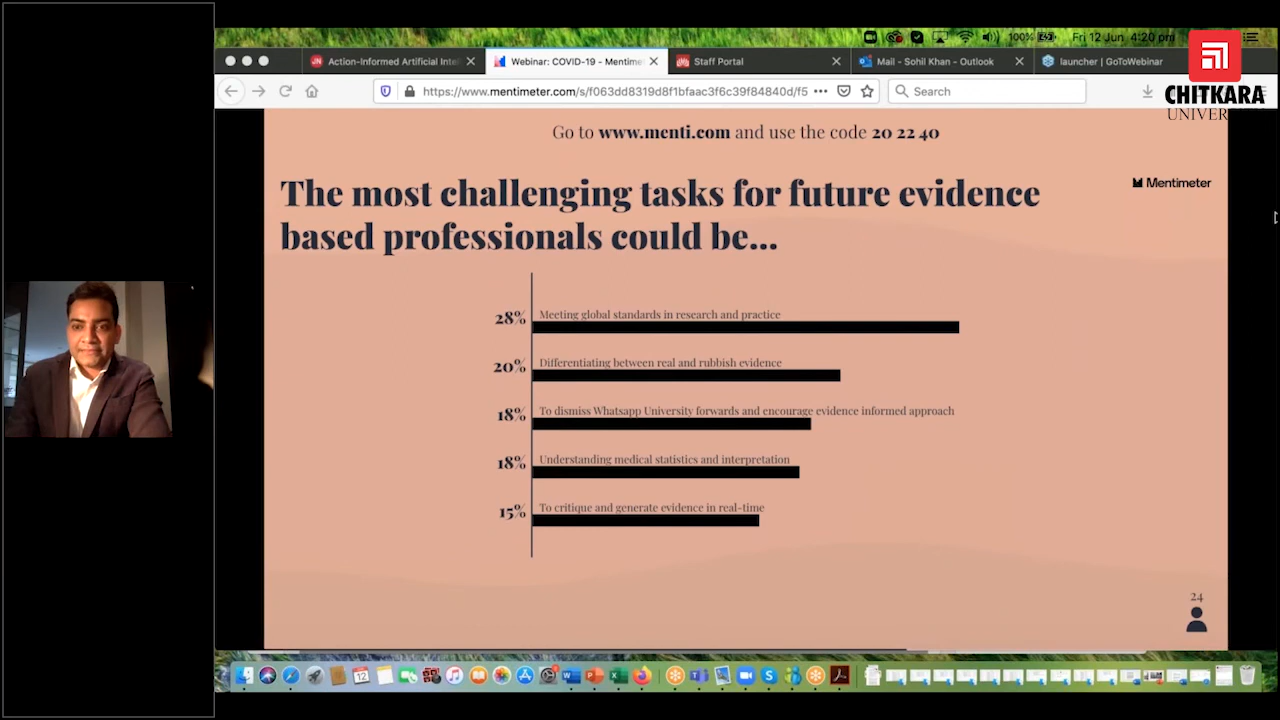 100%
Fri 12 Jun 4:20 pm
Action-Informed Artificial Intel
Webinar: COVID-19 - Mentime
Staff Portal
Mail - Sohil Khan - Outlook
launcher | GoToWebinar
https://www.mentimeter.com/s/f063dd8319d8f1bfaac3f6c39f84840d/f5
Search
CHITKARA
UNIVER
Go to www.menti.com and use the code 20 22 40
The most challenging tasks for future evidence
based professionals could be...
Mentimeter
28% Meeting global standards in research and practice
20% Differentiating between real and rubbish evidence
18% To dismiss Whatsapp University forwards and encourage evidence informed approach
18% Understanding medical statistics and interpretation
15% To critique and generate evidence in real-time
24